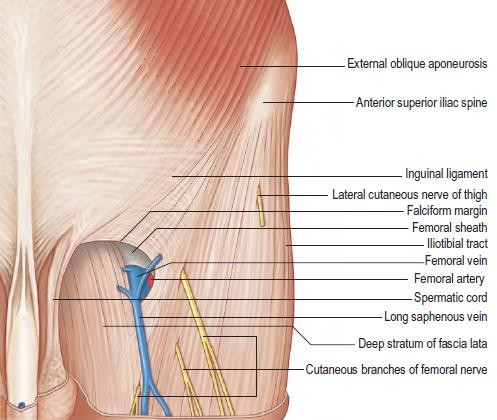 External oblique aponeurosis
Anterior superior iliac spine
Inguinal ligament
Lateral cutaneous nerve of thigh
Falciform margin
Femoral sheath
Iliotibial tract
Femoral vein
Femoral artery
Spermatic cord
Long saphenous vein
Deep stratum of fascia lata
Cutaneous branches of femoral nerve